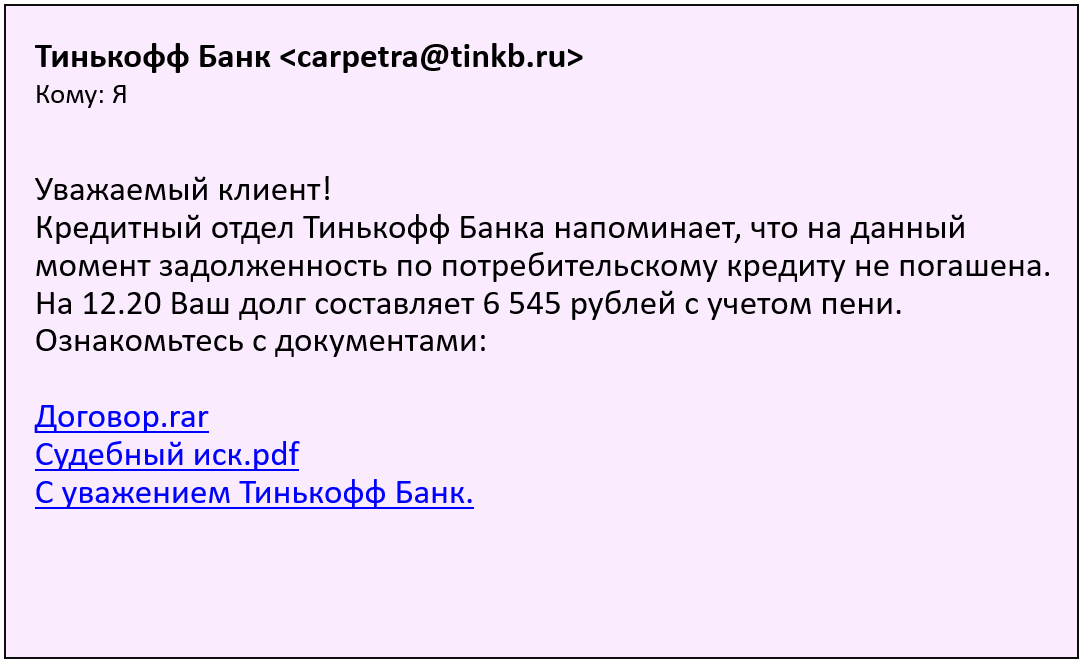 Тинькофф Банк <carpetra@tinkb.ru>
Кому: Я
Уважаемый клиент!
Кредитный отдел Тинькофф Банка напоминает, что на данный
момент задолженность по потребительскому кредиту не погашена.
На 12.20 Ваш долг составляет 6 545 рублей с учетом пени.
Ознакомьтесь с документами:
Договор.rar
Судебный иск.pdf
С уважением Тинькофф Банк.